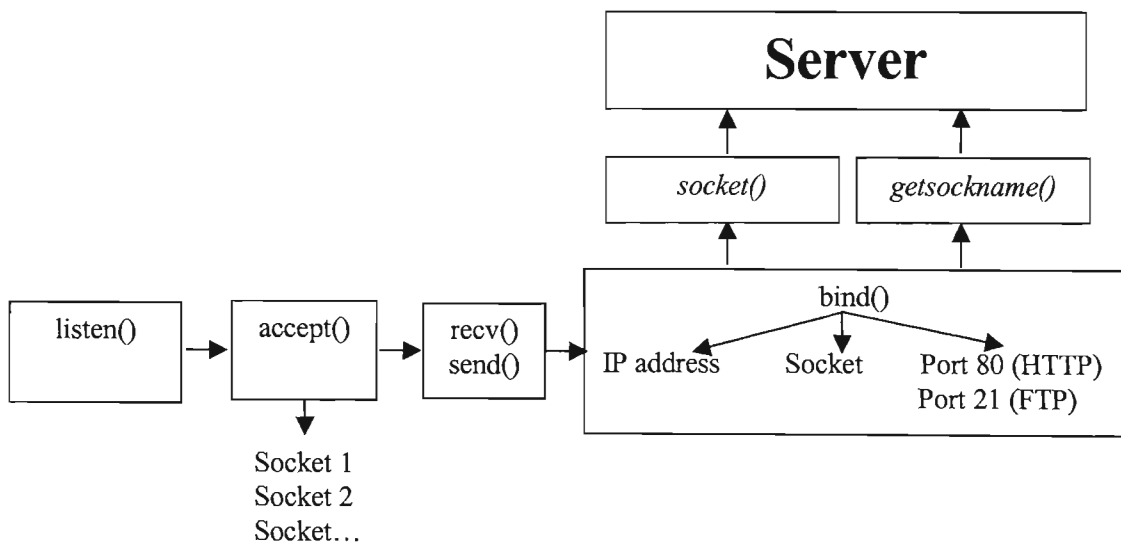 Server
socket()
getsockname()
bind()
IP address
Socket
Port 80 (HTTP)
Port 21 (FTP)
listen()
accept()
recv()
send()
Socket 1
Socket 2
Socket…